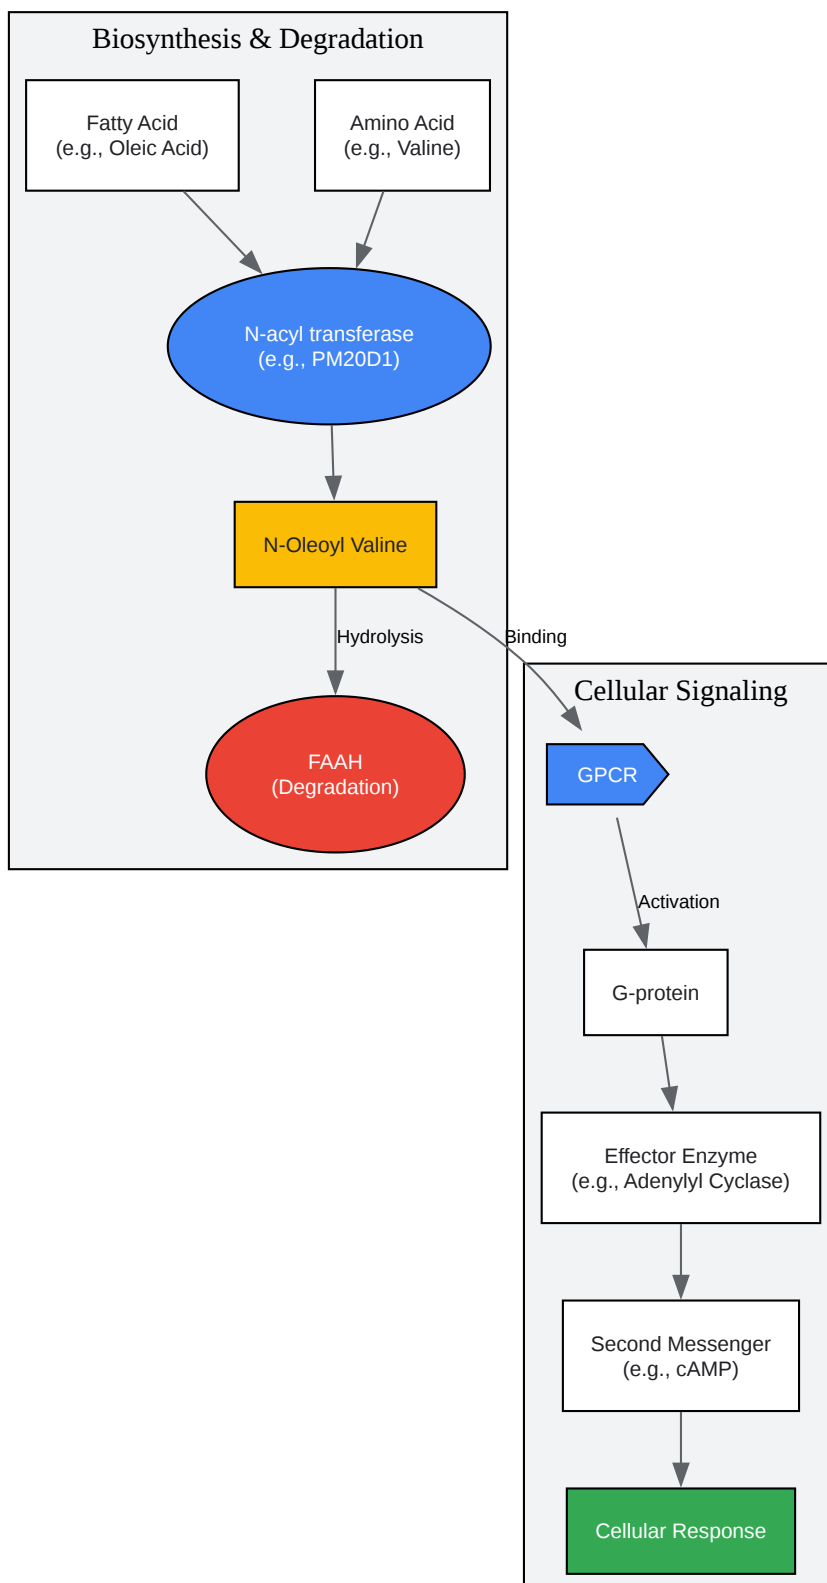 Biosynthesis & Degradation
Fatty Acid
(e.g., Oleic Acid)
Amino Acid
(e.g., Valine)
N-acyl transferase
(e.g., PM20D1)
N-Oleoyl Valine
Hydrolysis
Binding
FAAH
(Degradation)
Cellular Signaling
GPCR
Activation
G-protein
Effector Enzyme
(e.g., Adenylyl Cyclase)
Second Messenger
(e.g., cAMP)
Cellular Response